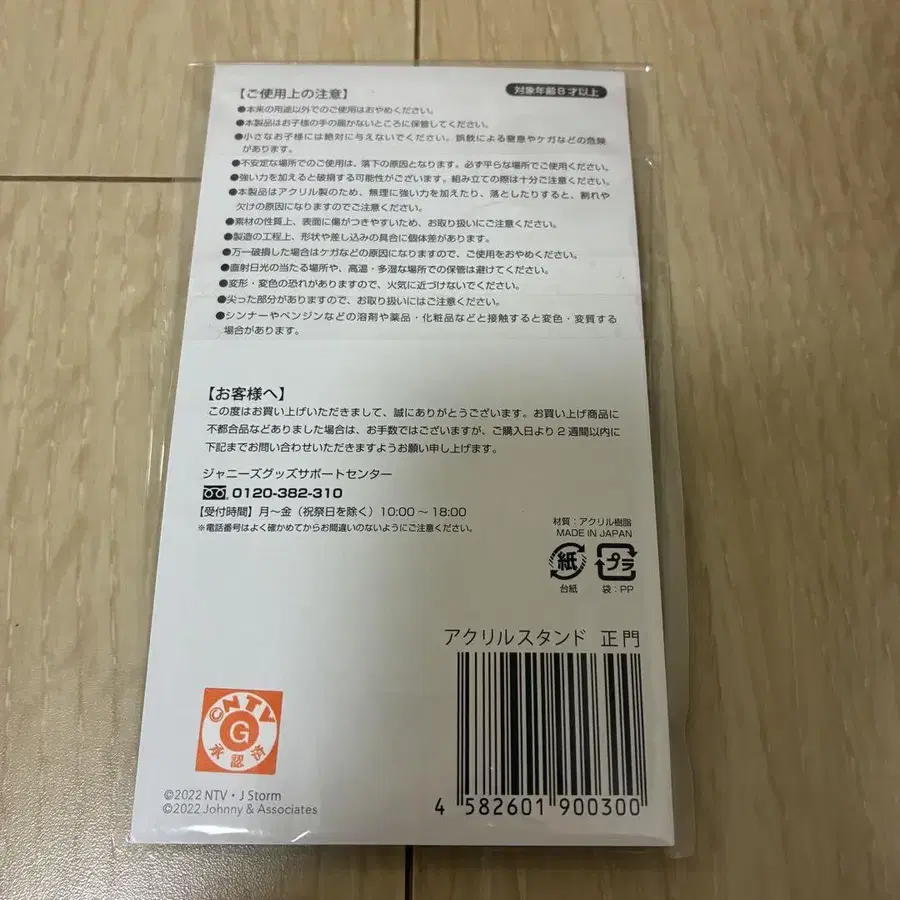 【ご使用上の注意】
対象年齢8才以上
●本来の用途以外でのご使用はおやめください。
●本製品はお子様の手の届かないところに保管してください。
●小さなお子様には絶対に与えないでください。誤飲による窒息やケガなどの危険
があります。
●不安定な場所でのご使用は、落下の原因となります。必ず平らな場所でご使用ください。
●強い力を加えると破損する可能性がございます。組み立ての際は十分ご注意ください。
●本製品はアクリル製のため、無理に強い力を加えたり、落としたりすると、割れや
欠けの原因になりますのでご注意ください。
●素材の性質上、表面に傷がつきやすいため、お取り扱いにご注意ください。
●製造の工程上、形状や差し込みの具合に個体差があります。
●万一破損した場合はケガなどの原因になりますので、ご使用をおやめください。
●直射日光の当たる場所や、高温・多湿な場所での保管は避けてください。
●変形・変色の恐れがありますので、火気に近づけないでください。
●尖った部分がありますので、お取り扱いにはご注意ください。
●シンナーやベンジンなどの溶剤や薬品・化粧品などと接触すると変色・変質する
場合があります。
【お客様へ】
この度はお買い上げいただきまして、誠にありがとうございます。お買い上げ商品に
不都合品などありました場合は、お手数ではございますが、ご購入日より2週間以内に
下記までお問い合わせいただきますようお願い申し上げます。
ジャニーズグッズサポートセンター
0120-382-310
【受付時間】月～金（祝祭日を除く）10:00～18:00
※電話番号はよく確かめてからお間違いのないようにご注意ください。
材質：アクリル樹脂
MADE IN JAPAN
紙
プラ
台紙
袋：PP
アクリルスタンド 正門
©NTV
G
承認済
4 582601 900300
©2022 NTV・J Storm
©2022 Johnny & Associates